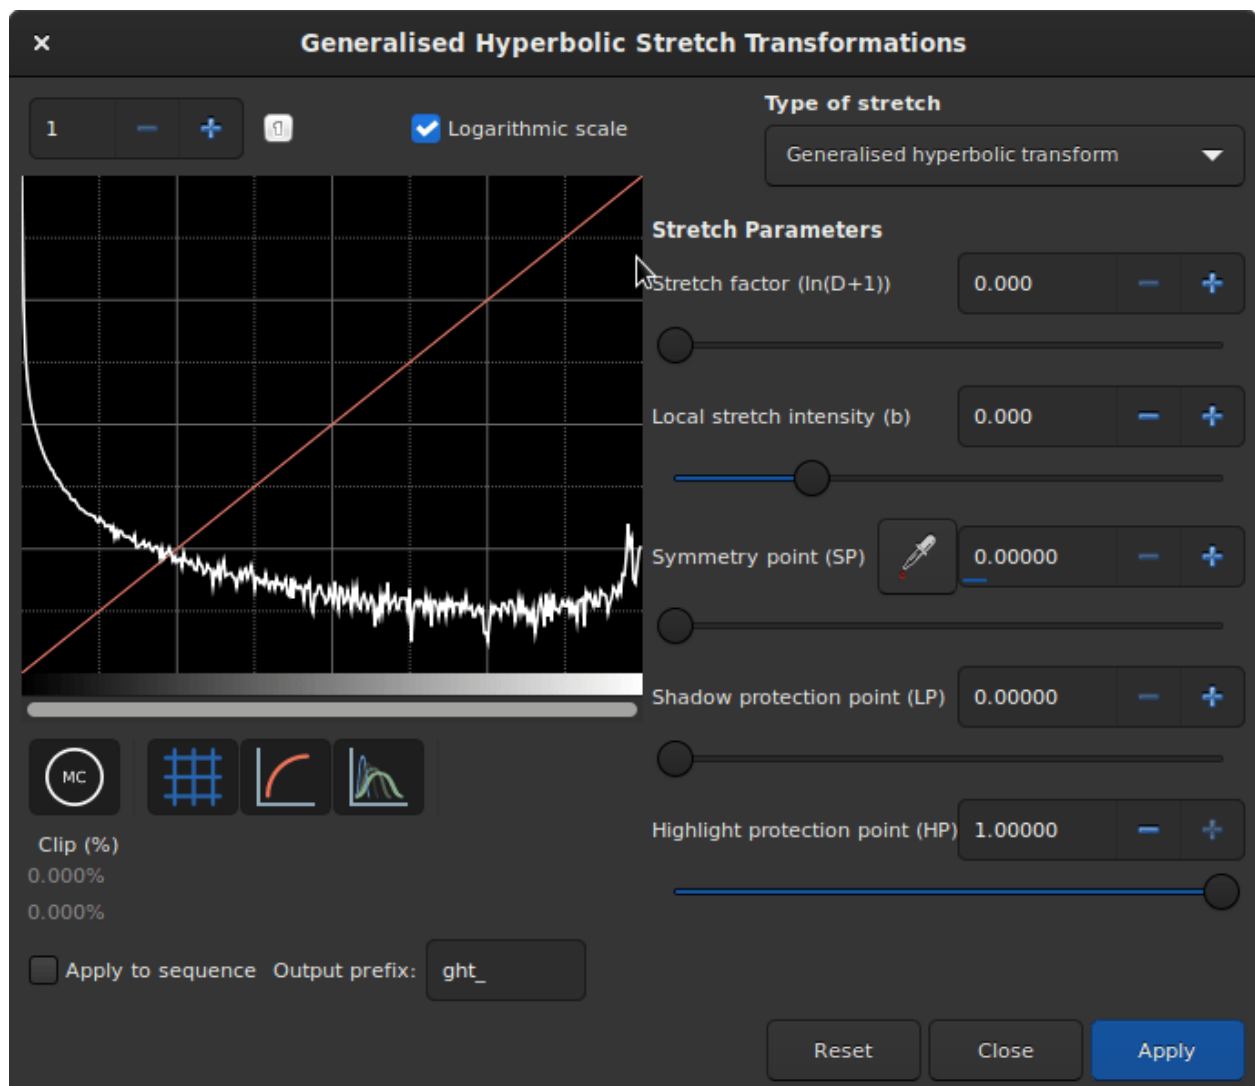 Generalised Hyperbolic Stretch Transformations
1
1
Logarithmic scale
Type of stretch
Generalised hyperbolic transform
Stretch Parameters
Stretch factor (ln(D+1))
0.000
Local stretch intensity (b)
0.000
Symmetry point (SP)
0.00000
Shadow protection point (LP)
0.00000
Highlight protection point (HP)
1.00000
MC
Clip (%)
0.000%
0.000%
Apply to sequence Output prefix: ght_
Reset Close Apply